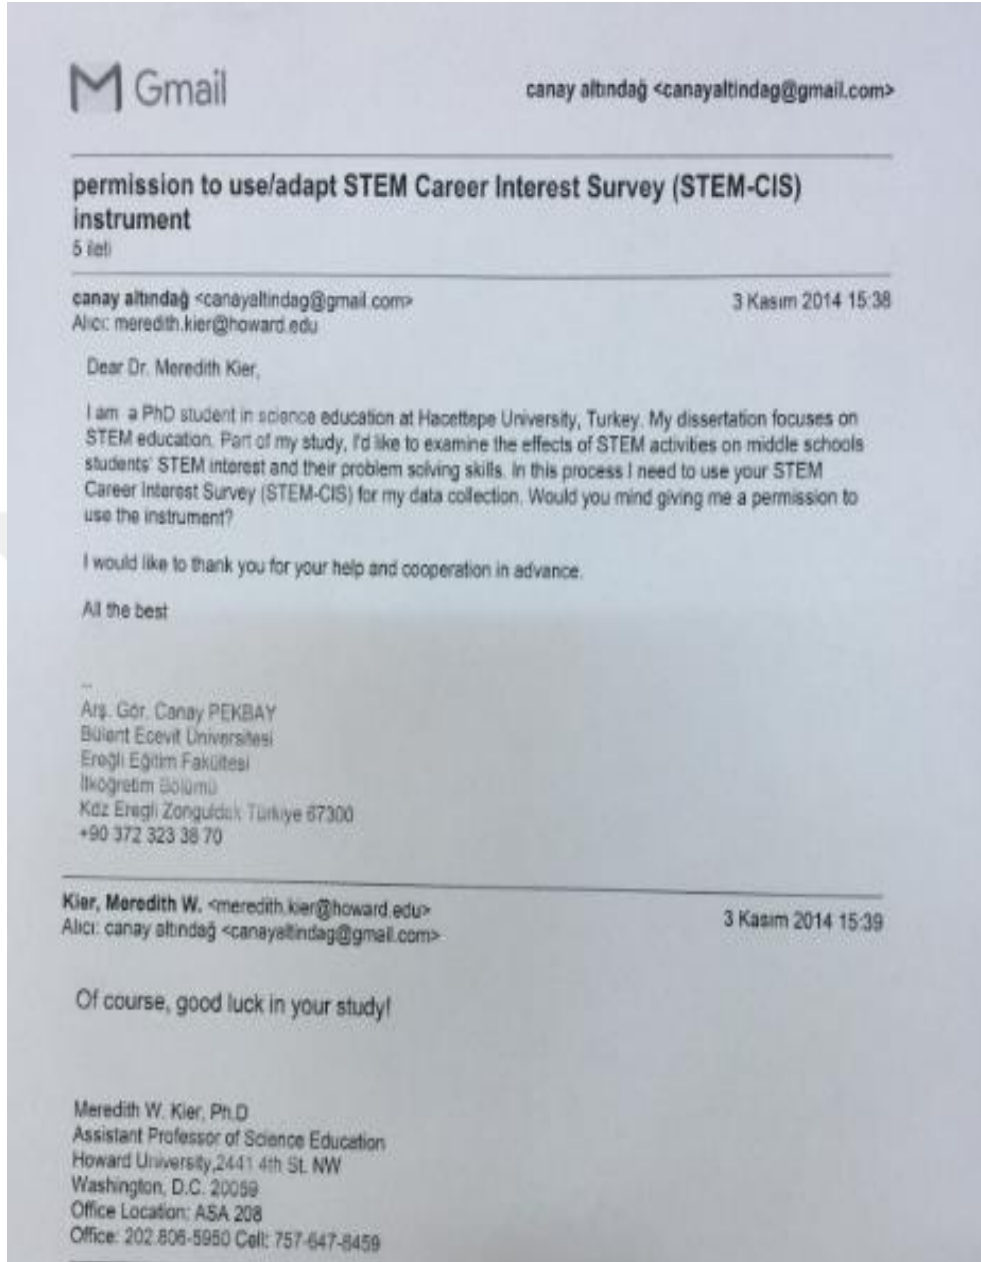 Gmail
canay altındağ <canayaltindag@gmail.com>
permission to use/adapt STEM Career Interest Survey (STEM-CIS)
instrument
5 ileti
canay altındağ <canayaltindag@gmail.com>
3 Kasım 2014 15:38
Alıcı: meredith.kier@howard.edu
Dear Dr. Meredith Kier,
I am a PhD student in science education at Hacettepe University, Turkey. My dissertation focuses on
STEM education. Part of my study, I'd like to examine the effects of STEM activities on middle schools
students' STEM interest and their problem solving skills. In this process I need to use your STEM
Career Interest Survey (STEM-CIS) for my data collection. Would you mind giving me a permission to
use the instrument?
I would like to thank you for your help and cooperation in advance.
All the best
--
Arş. Gör. Canay PEKBAY
Bülent Ecevit Üniversitesi
Ereğli Eğitim Fakültesi
İlköğretim Bölümü
Kdz Eregli Zonguldak Türkiye 67300
+90 372 323 38 70
Kier, Meredith W. <meredith.kier@howard.edu>
3 Kasım 2014 15:39
Alıcı: canay altındağ <canayaltindag@gmail.com>
Of course, good luck in your study!
Meredith W. Kier, Ph.D
Assistant Professor of Science Education
Howard University,2441 4th St. NW
Washington, D.C. 20059
Office Location: ASA 208
Office: 202.806-5950 Cell: 757-647-8459